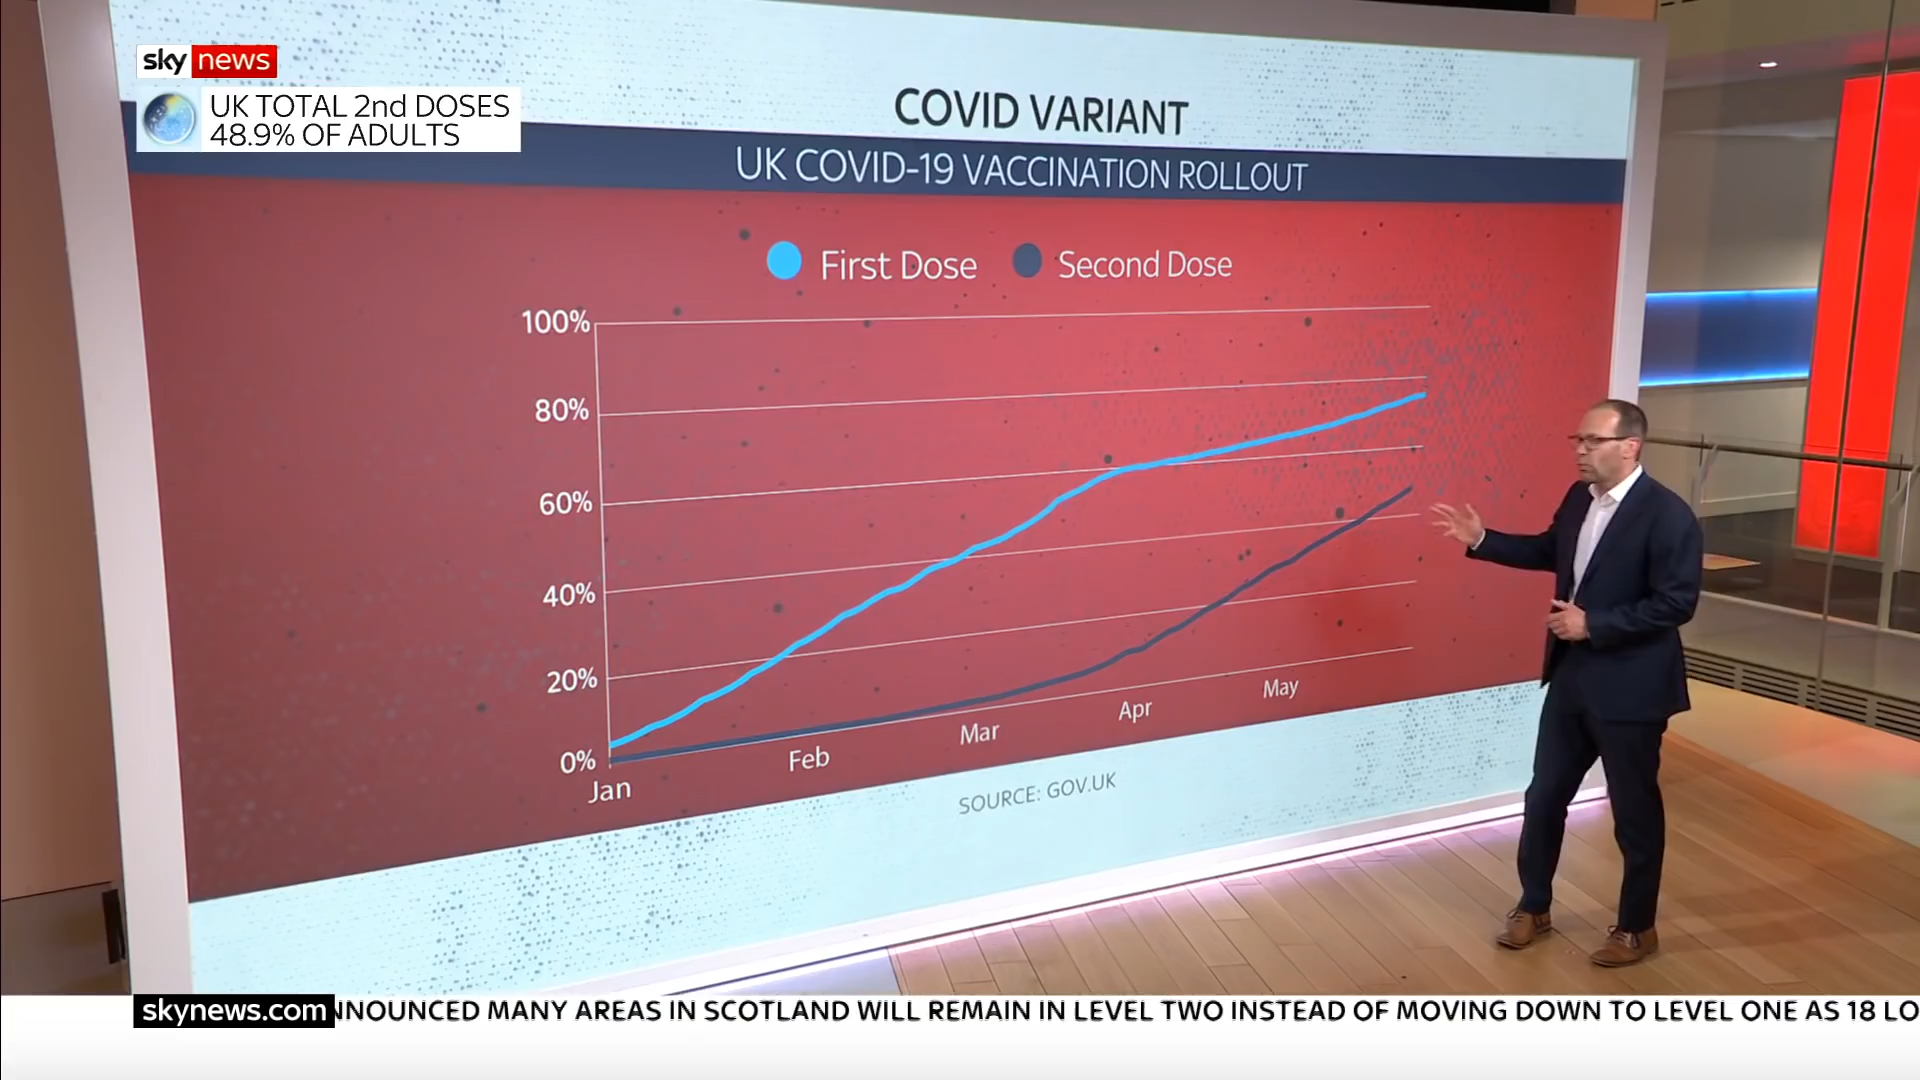 sky news
UK TOTAL 2nd DOSES
48.9% OF ADULTS
COVID VARIANT
UK COVID-19 VACCINATION ROLLOUT
First Dose
Second Dose
100%
80%
60%
40%
20%
0%
Jan
Feb
Mar
Apr
May
SOURCE: GOV.UK
skynews.com
NNOUNCED MANY AREAS IN SCOTLAND WILL REMAIN IN LEVEL TWO INSTEAD OF MOVING DOWN TO LEVEL ONE AS 18 LO